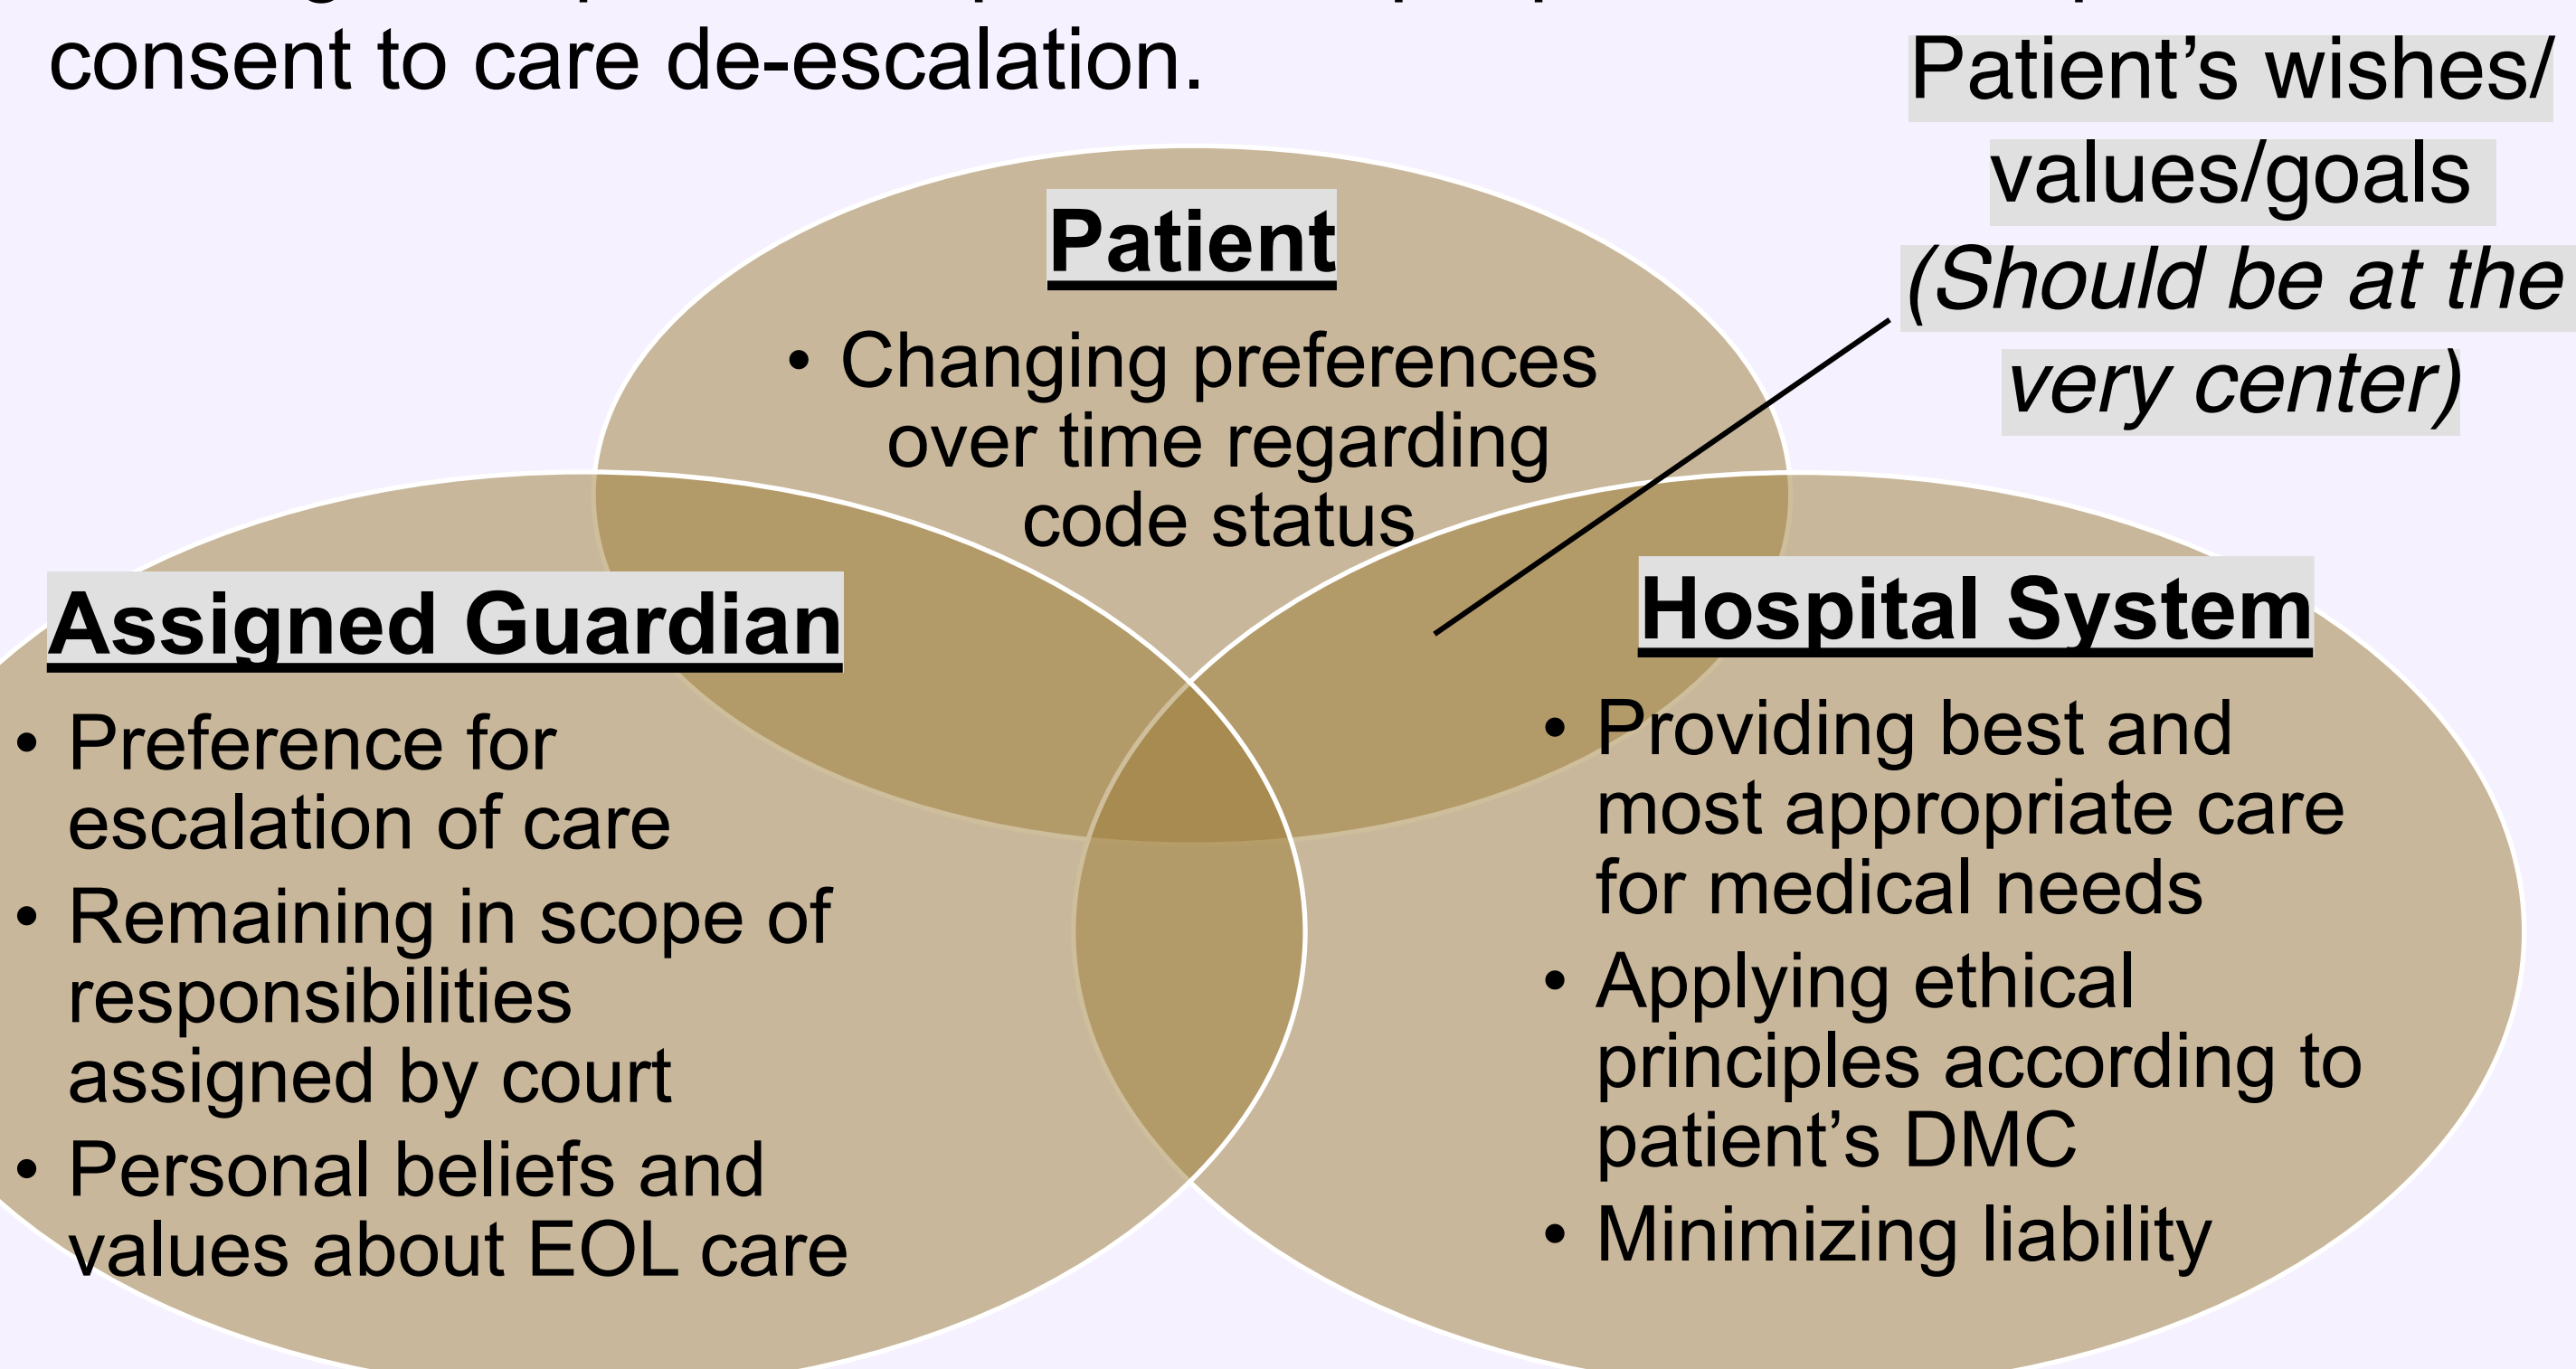 consent to care de-escalation.
Patient’s wishes/
values/goals
(Should be at the
very center)
Patient
• Changing preferences
over time regarding
code status
Assigned Guardian
• Preference for
escalation of care
• Remaining in scope of
responsibilities
assigned by court
• Personal beliefs and
values about EOL care
Hospital System
• Providing best and
most appropriate care
for medical needs
• Applying ethical
principles according to
patient’s DMC
• Minimizing liability